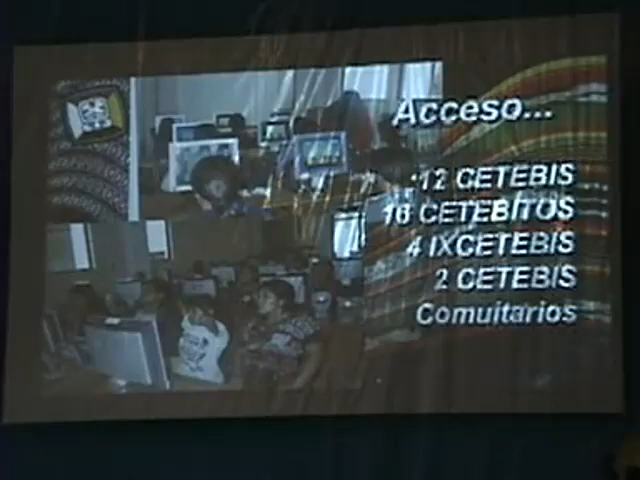 Acceso...
·12 CETEBIS
16 CETEBITOS
4 IXCETEBIS
2 CETEBIS
Comuitarios